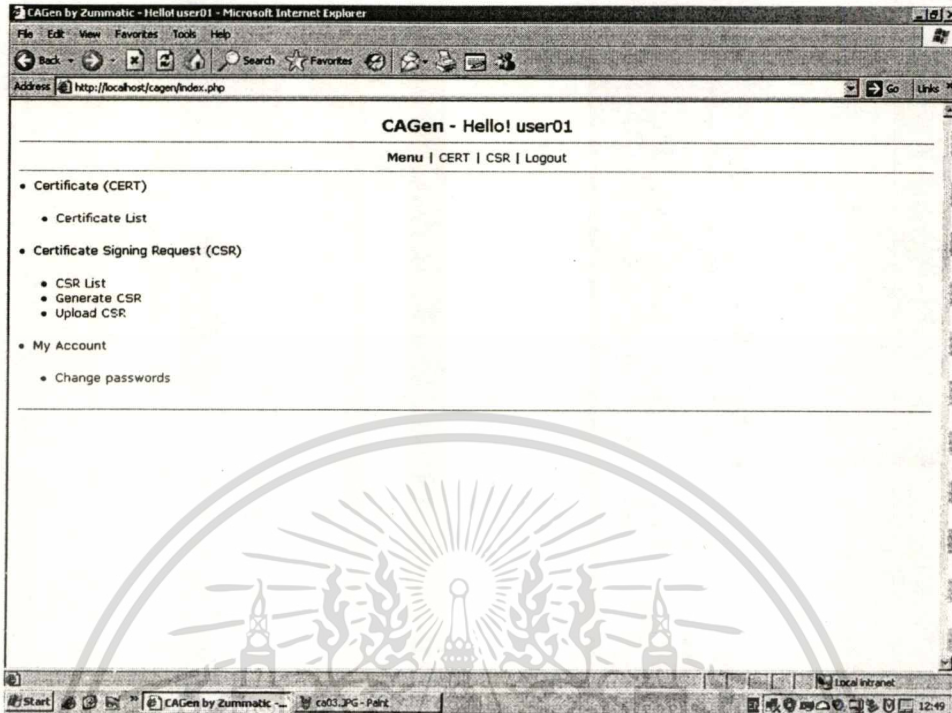 CAGen by Zummatic - Hello! user01 - Microsoft Internet Explorer
File Edit View Favorites Tools Help
Back Search Favorites
Address http://localhost/cagen/index.php Go Links
CAGen - Hello! user01
Menu | CERT | CSR | Logout
Certificate (CERT)
Certificate List
Certificate Signing Request (CSR)
CSR List
Generate CSR
Upload CSR
My Account
Change passwords
Local intranet
Start CAGen by Zummatic -... ca03.JPG - Paint 12:49